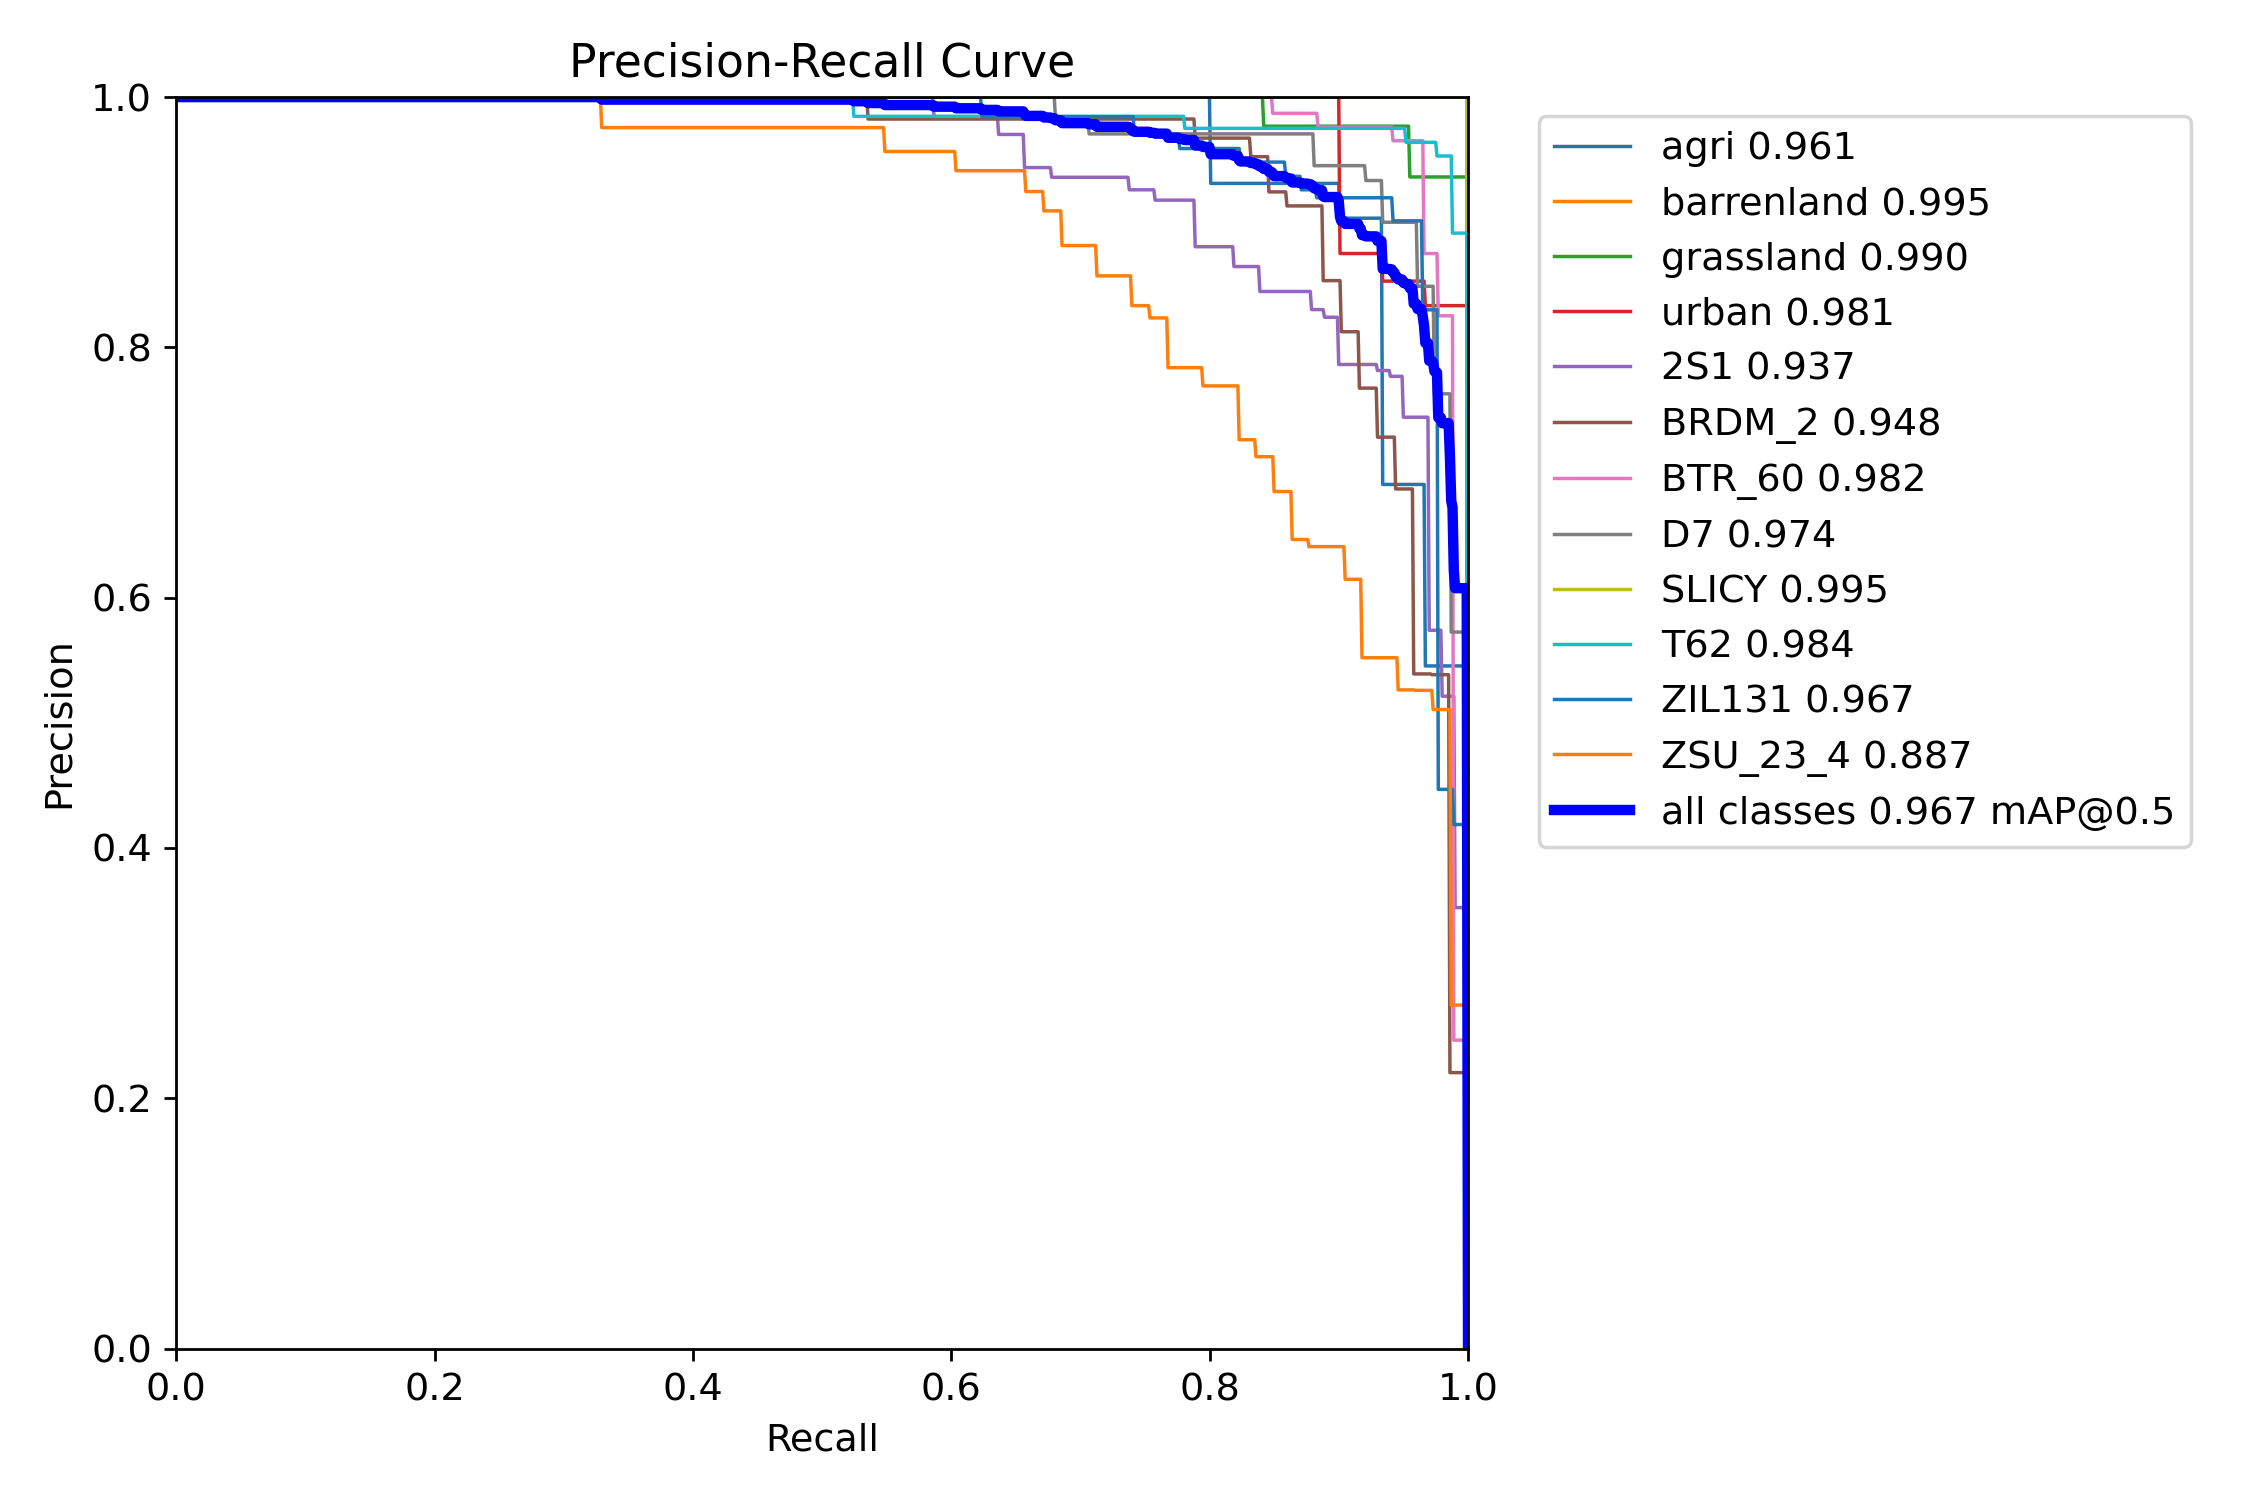 Precision-Recall Curve
1.0
0.8
0.6
0.4
0.2
0.0
Precision
0.0 0.2 0.4 0.6 0.8 1.0
Recall
agri 0.961
barrenland 0.995
grassland 0.990
urban 0.981
2S1 0.937
BRDM_2 0.948
BTR_60 0.982
D7 0.974
SLICY 0.995
T62 0.984
ZIL131 0.967
ZSU_23_4 0.887
all classes 0.967 mAP@0.5